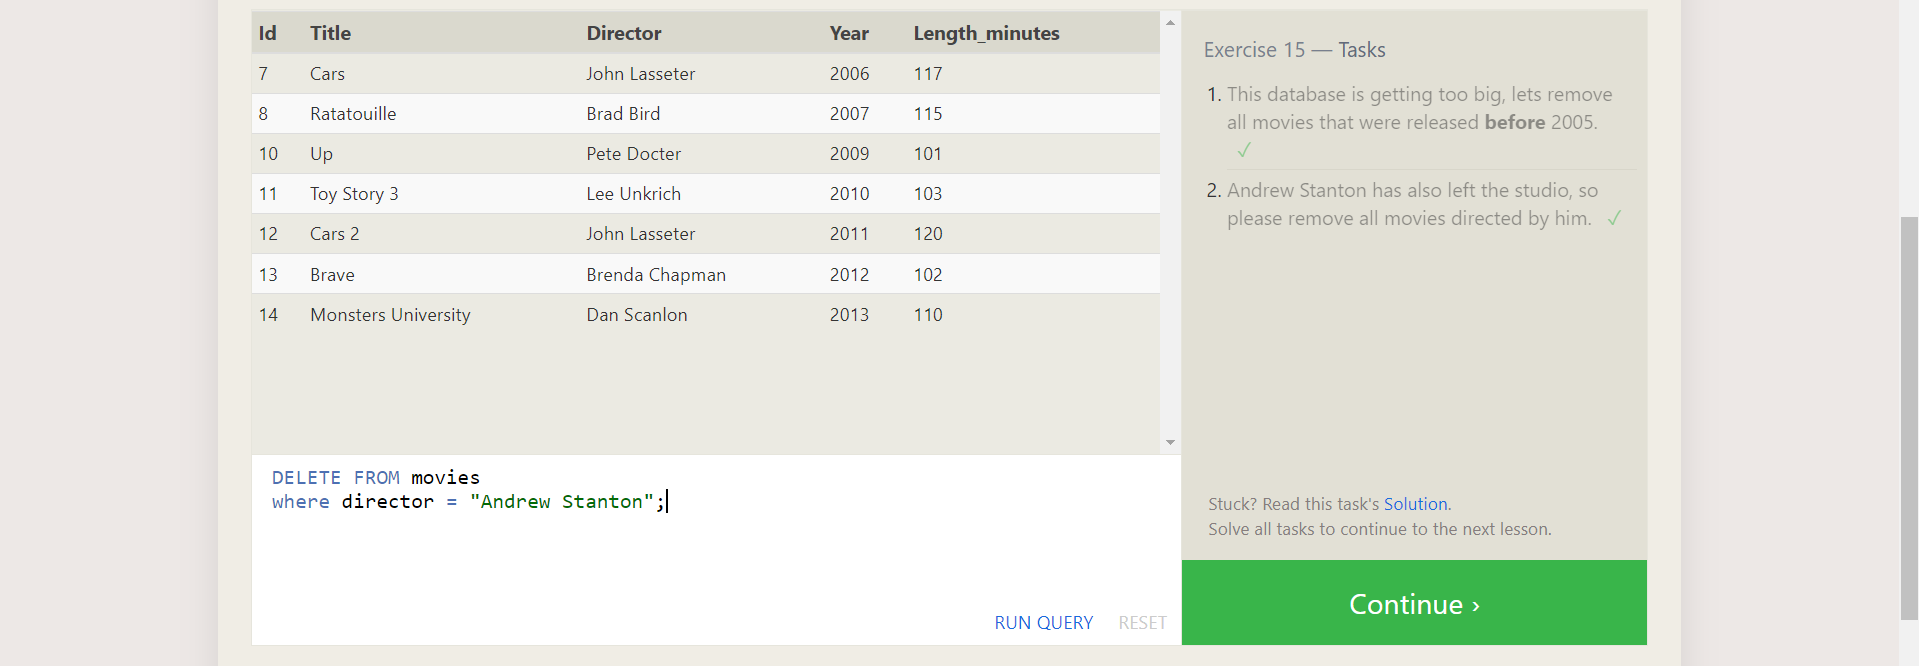 Id Title Director Year Length_minutes
7 Cars John Lasseter 2006 117
8 Ratatouille Brad Bird 2007 115
10 Up Pete Docter 2009 101
11 Toy Story 3 Lee Unkrich 2010 103
12 Cars 2 John Lasseter 2011 120
13 Brave Brenda Chapman 2012 102
14 Monsters University Dan Scanlon 2013 110
DELETE FROM movies
where director = "Andrew Stanton";
RUN QUERY RESET
Exercise 15 — Tasks
1. This database is getting too big, lets remove
all movies that were released before 2005.
✓
2. Andrew Stanton has also left the studio, so
please remove all movies directed by him. ✓
Stuck? Read this task's Solution.
Solve all tasks to continue to the next lesson.
Continue ›